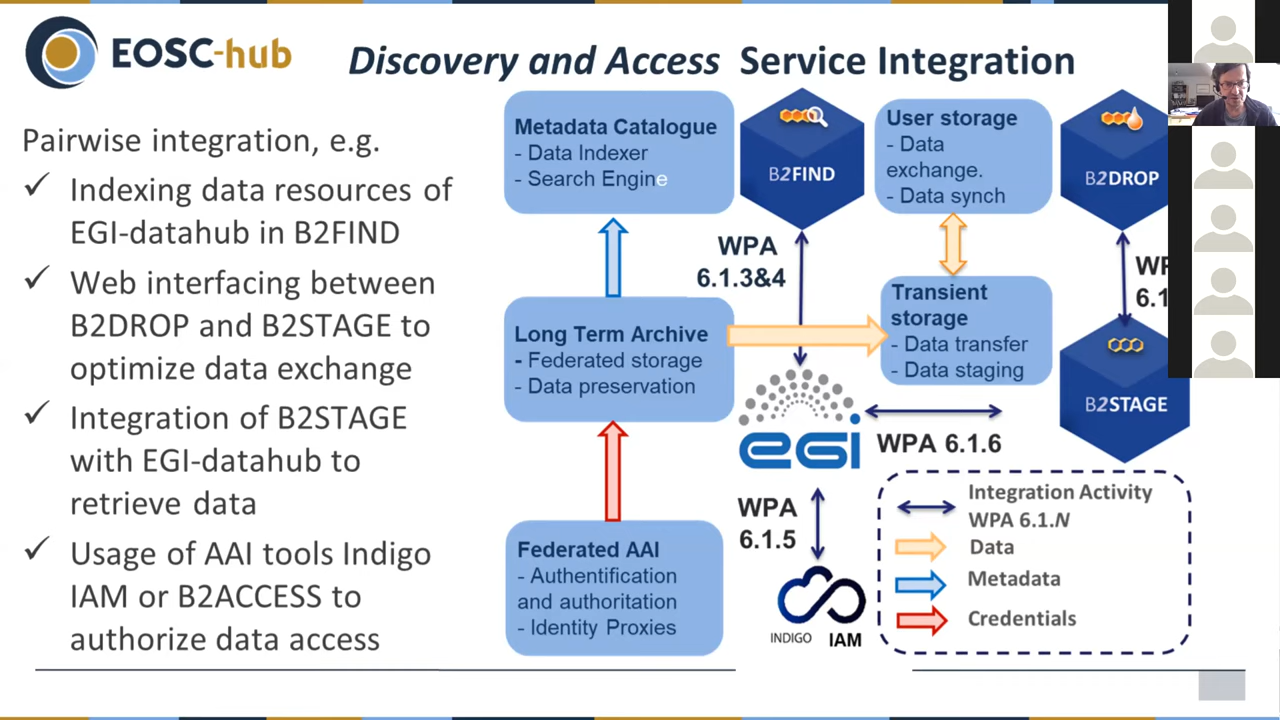 EOSC-hub
Discovery and Access Service Integration
Pairwise integration, e.g.
✓ Indexing data resources of
EGI-datahub in B2FIND
✓ Web interfacing between
B2DROP and B2STAGE to
optimize data exchange
✓ Integration of B2STAGE
with EGI-datahub to
retrieve data
✓ Usage of AAI tools Indigo
IAM or B2ACCESS to
authorize data access
Metadata Catalogue
- Data Indexer
- Search Engine
B2FIND
User storage
- Data
exchange.
- Data synch
B2DROP
WPA
6.1.3&4
Long Term Archive
- Federated storage
- Data preservation
Transient
storage
- Data transfer
- Data staging
B2STAGE
egi
WPA 6.1.6
WPA
6.1.5
Federated AAI
- Authentification
and authoritation
- Identity Proxies
INDIGO IAM
Integration Activity
WPA 6.1.N
Data
Metadata
Credentials